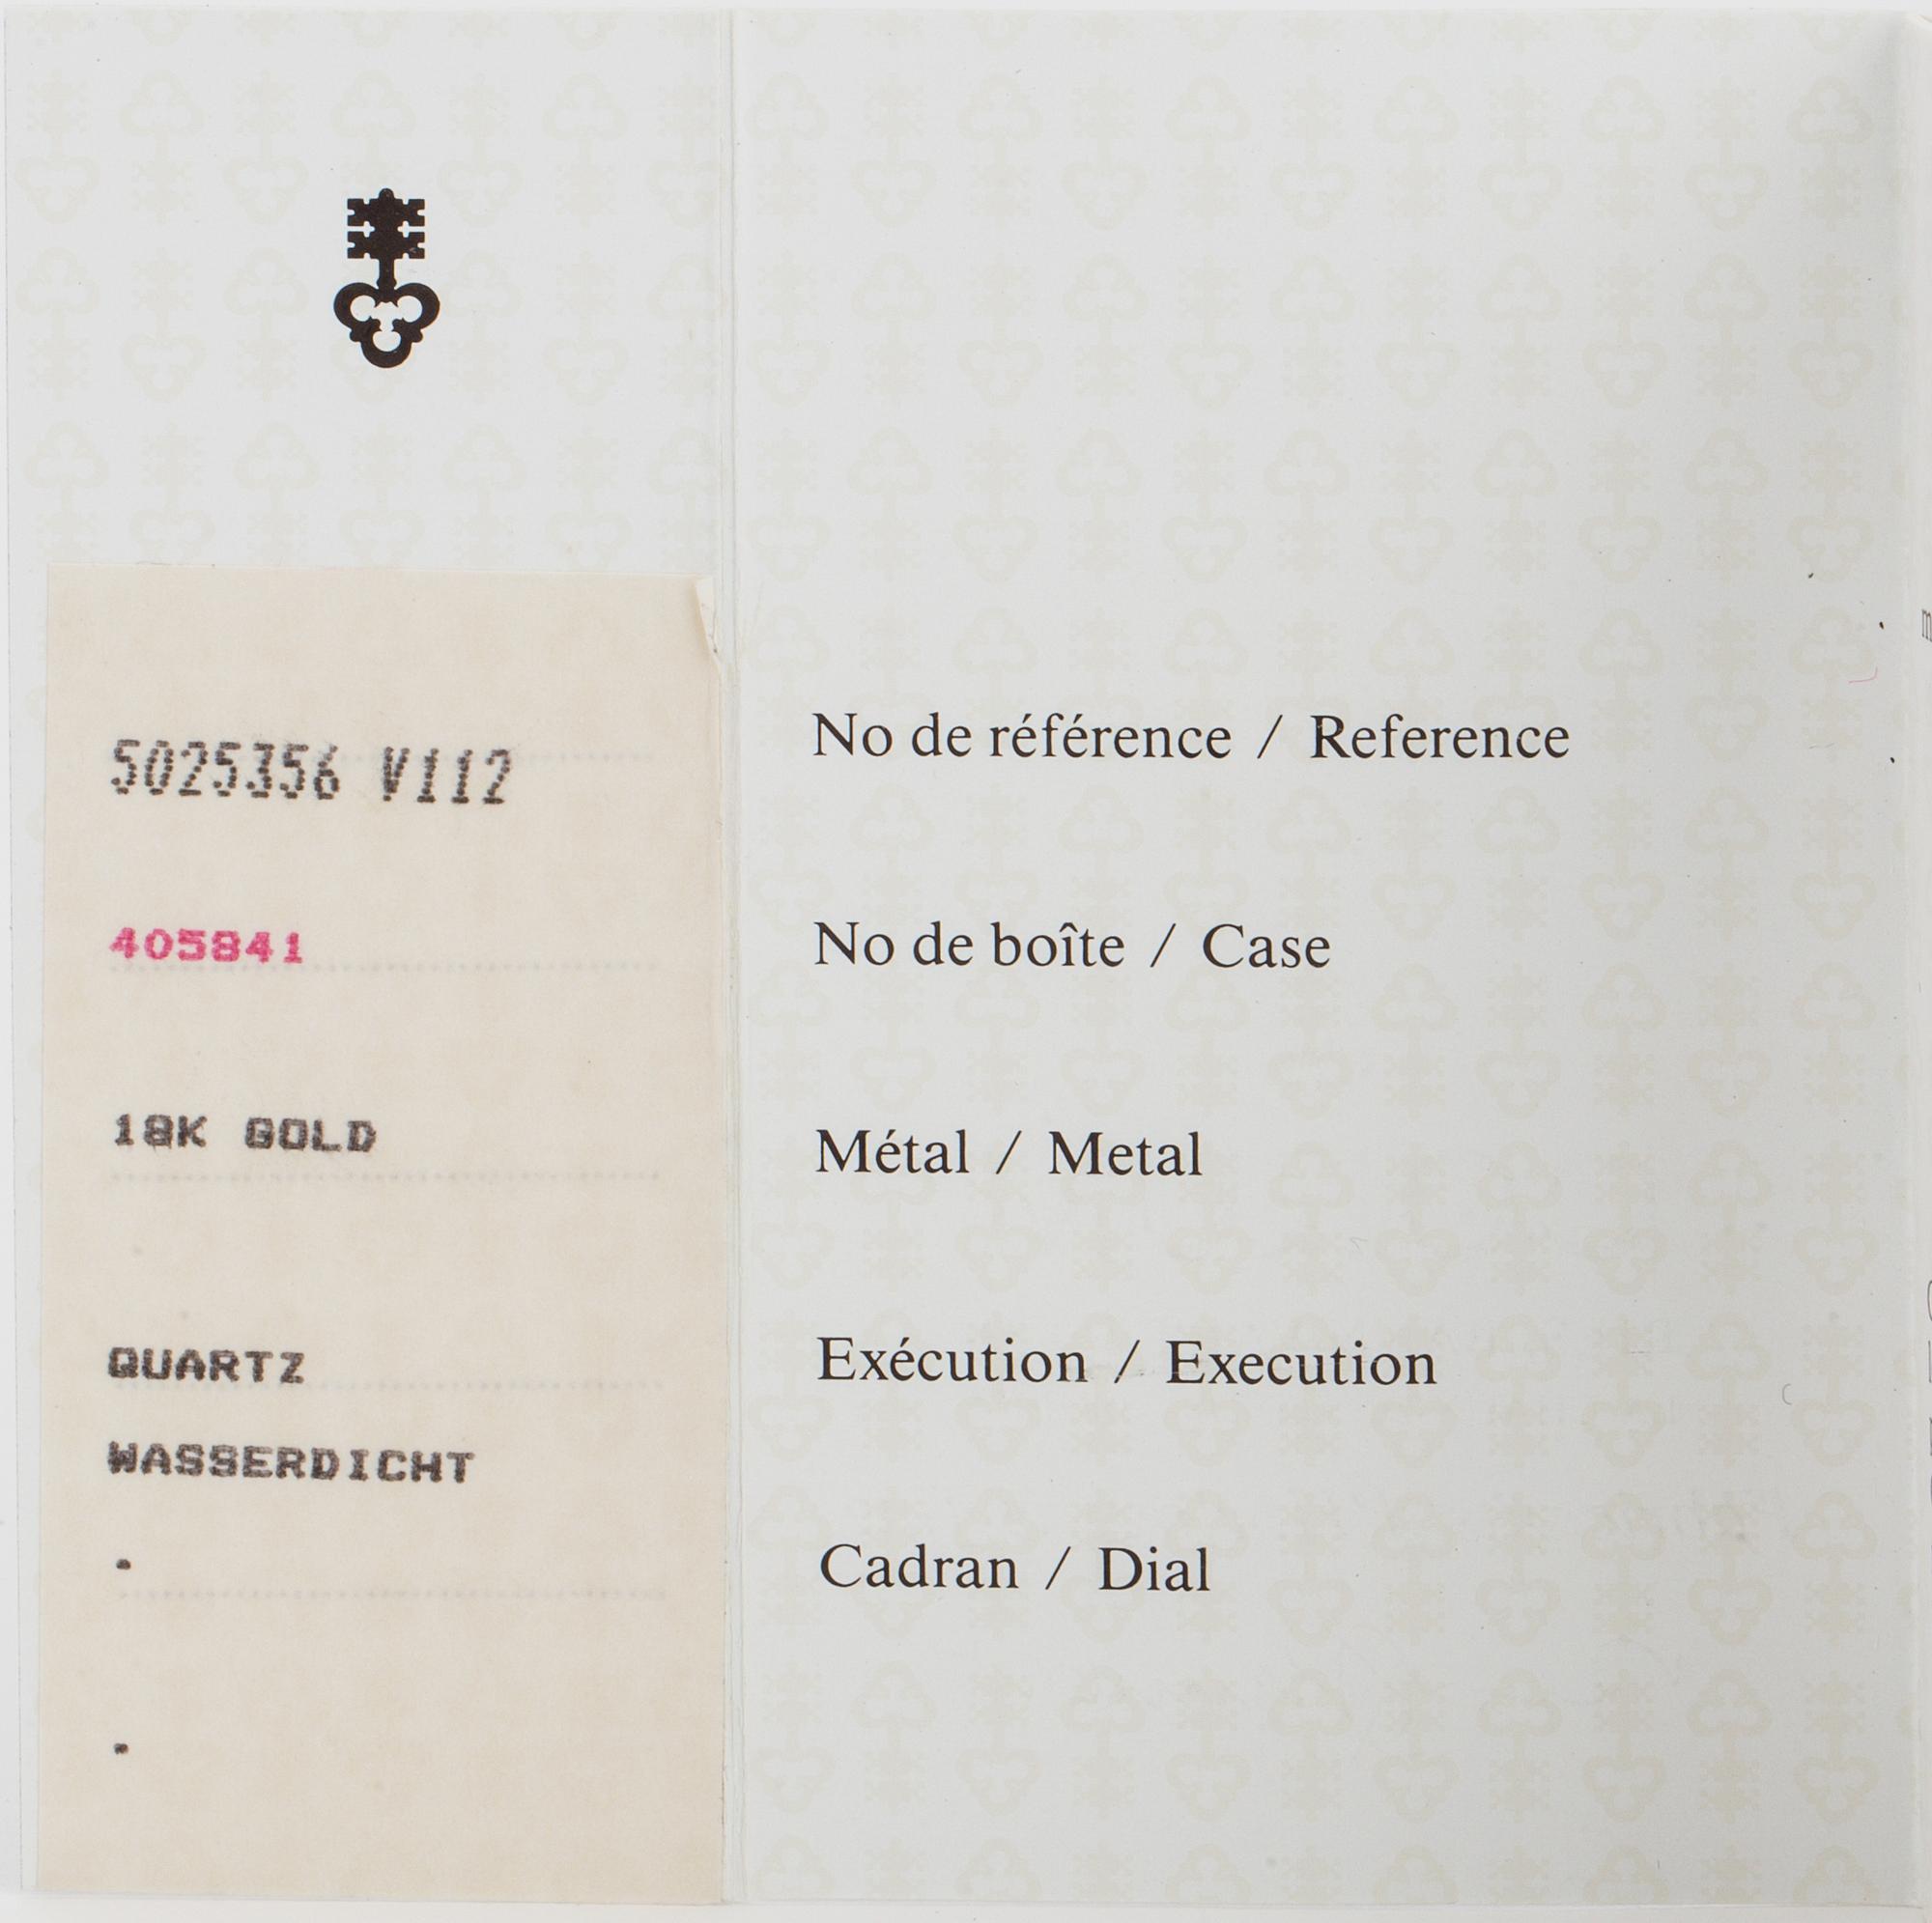 5025356 V112
No de référence / Reference
405841
No de boîte / Case
18K GOLD
Métal / Metal
QUARTZ
Exécution / Execution
WASSERDICHT
.
Cadran / Dial
.